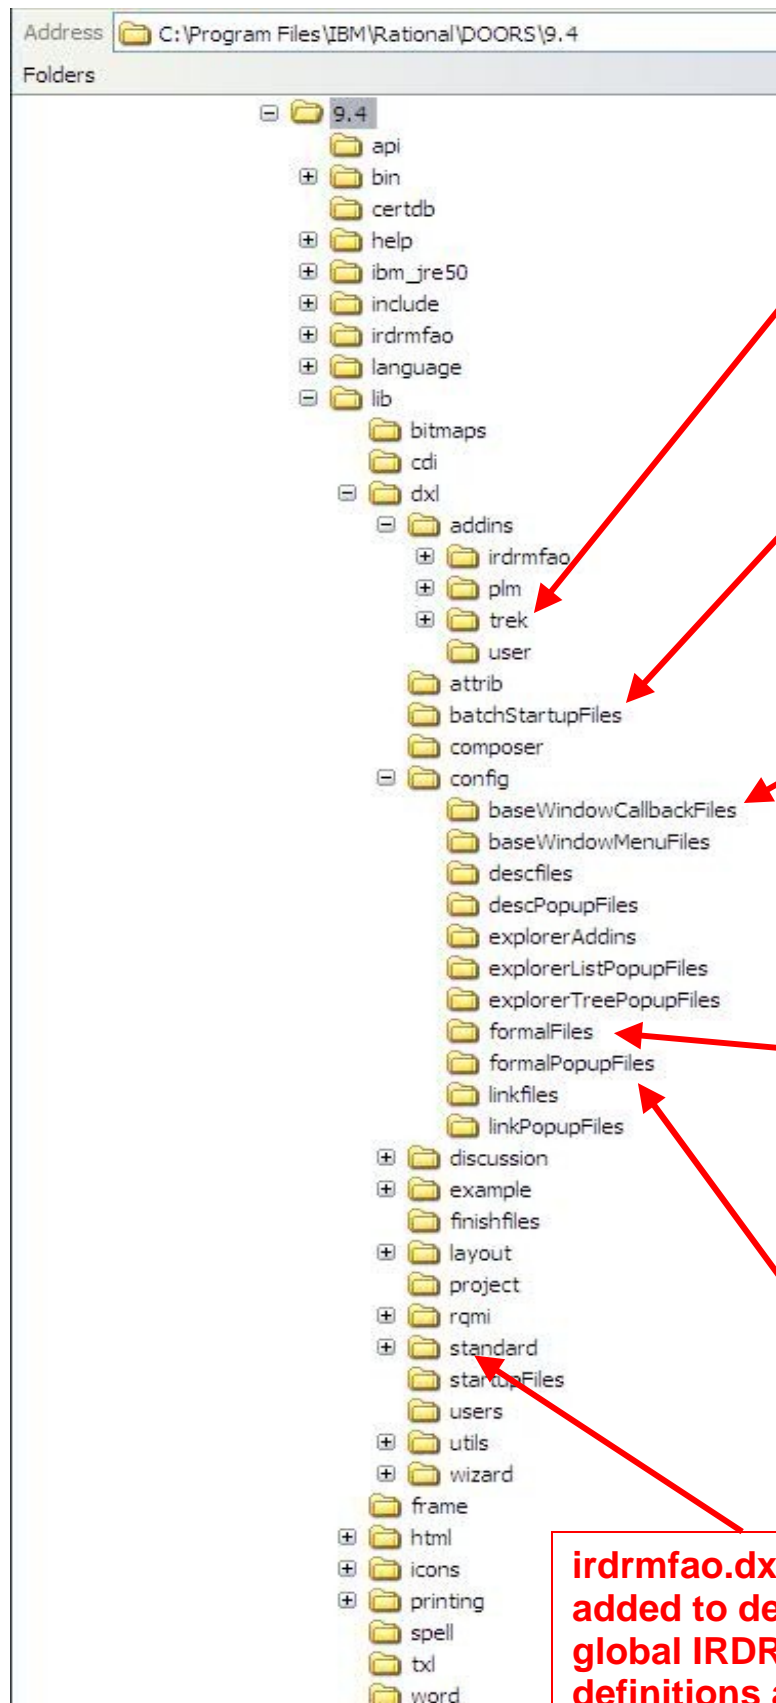 Address C:\Program Files\IBM\Rational\DOORS\9.4
Folders
9.4
api
bin
certdb
help
ibm_jre50
include
irdrmfao
language
lib
bitmaps
cdi
dxl
addins
irdrmfao
plm
trek
user
attrib
batchStartupFiles
composer
config
baseWindowCallbackFiles
baseWindowMenuFiles
descfiles
descPopupFiles
explorerAddins
explorerListPopupFiles
explorerTreePopupFiles
formalFiles
formalPopupFiles
linkfiles
linkPopupFiles
discussion
example
finishfiles
layout
project
rqmi
standard
startupFiles
users
utils
wizard
frame
html
icons
printing
spell
txl
word
irdrmfao.dx
added to de
global IRDR
definitions a